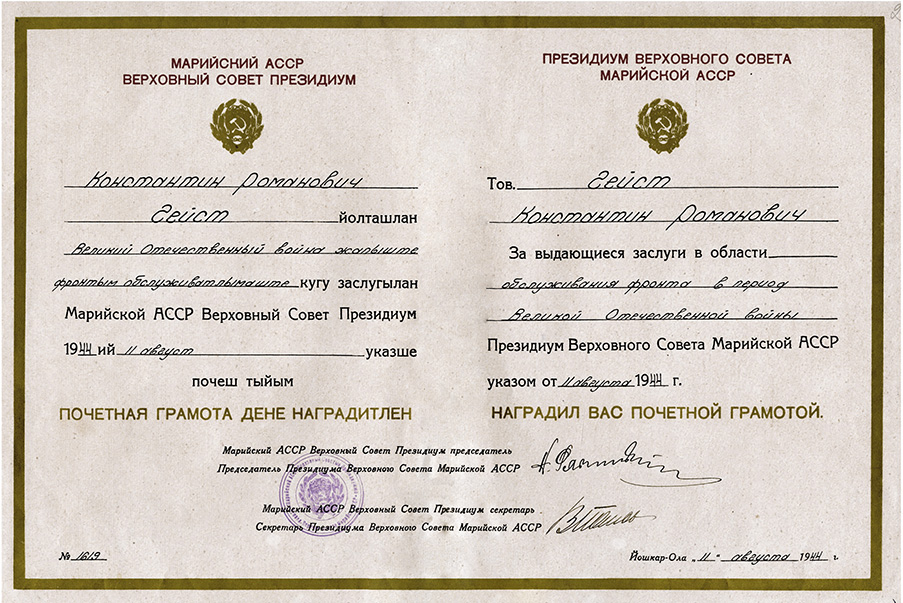 МАРИЙСКИЙ АССР
ВЕРХОВНЫЙ СОВЕТ ПРЕЗИДИУМ
Константин Романович
Гейст йолташлан
Великий Отечественный война жапыште
фронтым обслуживатлымаште кугу заслугылан
Марийской АССР Верховный Совет Президиум
1944 ий 11 август указше
почеш тыйым
ПОЧЕТНАЯ ГРАМОТА ДЕНЕ НАГРАДИТЛЕН
ПРЕЗИДИУМ ВЕРХОВНОГО СОВЕТА
МАРИЙСКОЙ АССР
Тов. Гейст
Константин Романович
За выдающиеся заслуги в области
обслуживания фронта в период
Великой Отечественной войны
Президиум Верховного Совета Марийской АССР
указом от 11 августа 1944 г.
НАГРАДИЛ ВАС ПОЧЕТНОЙ ГРАМОТОЙ.
Марийский АССР Верховный Совет Президиум председатель
Председатель Президиума Верховного Совета Марийской АССР
Марийский АССР Верховный Совет Президиум секретарь
Секретарь Президиума Верховного Совета Марийской АССР
№ 1619
Йошкар-Ола „11" августа 1944 г.